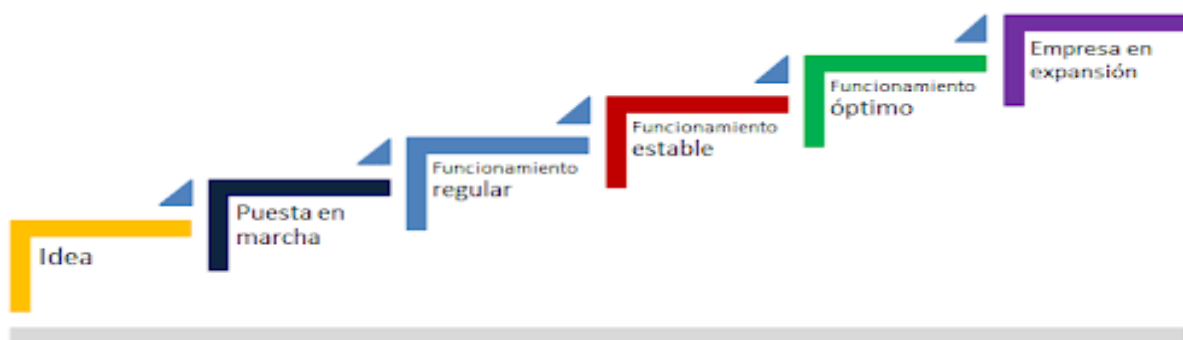 Idea
Puesta en
marcha
Funcionamiento
regular
Funcionamiento
estable
Funcionamiento
óptimo
Empresa en
expansión